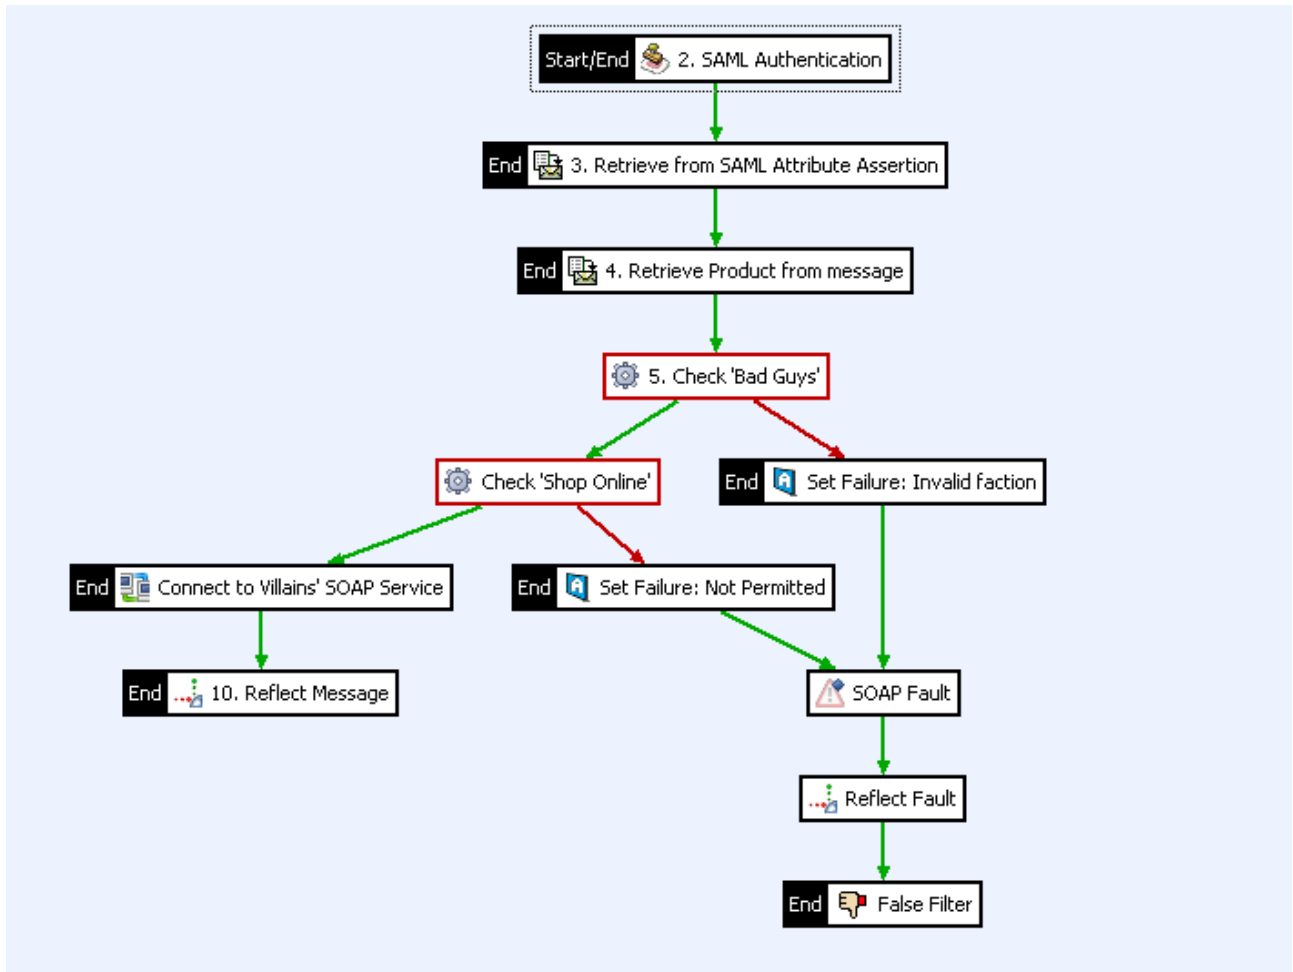 Start/End 2. SAML Authentication
End 3. Retrieve from SAML Attribute Assertion
End 4. Retrieve Product from message
5. Check 'Bad Guys'
Check 'Shop Online'
End A Set Failure: Invalid faction
End Connect to Villains' SOAP Service
End A Set Failure: Not Permitted
End 10. Reflect Message
SOAP Fault
Reflect Fault
End False Filter